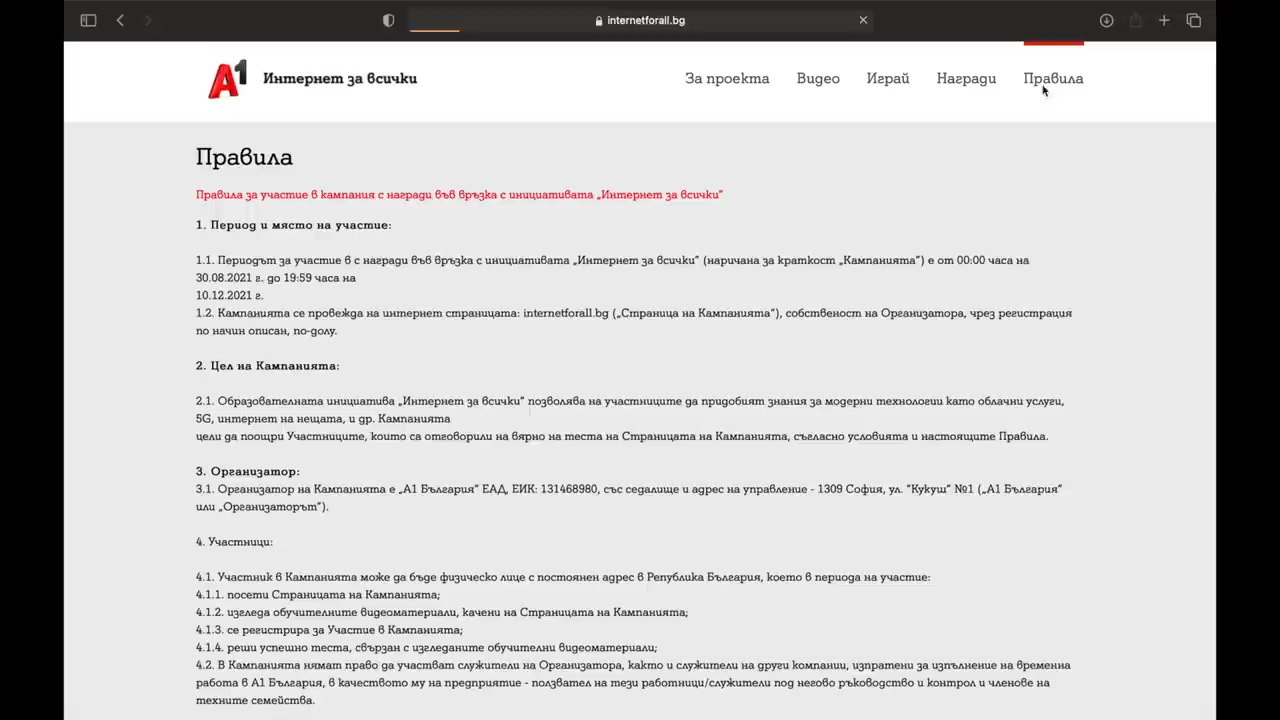 internetforall.bg
A1
Интернет за всички
За проекта
Видео
Играй
Награди
Правила
Правила
Правила за участие в кампания с награди във връзка с инициативата „Интернет за всички“
1. Период и място на участие:
1.1. Периодът за участие в с награди във връзка с инициативата „Интернет за всички“ (наричана за краткост „Кампанията“) е от 00:00 часа на
30.08.2021 г. до 19:59 часа на
10.12.2021 г.
1.2. Кампанията се провежда на интернет страницата: internetforall.bg („Страница на Кампанията“), собственост на Организатора, чрез регистрация
по начин описан, по-долу.
2. Цел на Кампанията:
2.1. Образователната инициатива „Интернет за всички“ позволява на участниците да придобият знания за модерни технологии като облачни услуги,
5G, интернет на нещата, и др. Кампанията
цели да поощри Участниците, които са отговорили на вярно на теста на Страницата на Кампанията, съгласно условията и настоящите Правила.
3. Организатор:
3.1. Организатор на Кампанията е „А1 България“ ЕАД, ЕИК: 131468980, със седалище и адрес на управление - 1309 София, ул. "Кукуш" №1 („А1 България“
или „Организаторът“).
4. Участници:
4.1. Участник в Кампанията може да бъде физическо лице с постоянен адрес в Република България, което в периода на участие:
4.1.1. посети Страницата на Кампанията;
4.1.2. изгледа обучителните видеоматериали, качени на Страницата на Кампанията;
4.1.3. се регистрира за Участие в Кампанията;
4.1.4. реши успешно теста, свързан с изгледаните обучителни видеоматериали;
4.2. В Кампанията нямат право да участват служители на Организатора, както и служители на други компании, изпратени за изпълнение на временна
работа в А1 България, в качеството му на предприятие - ползвател на тези работници/служители под негово ръководство и контрол и членове на
техните семейства.